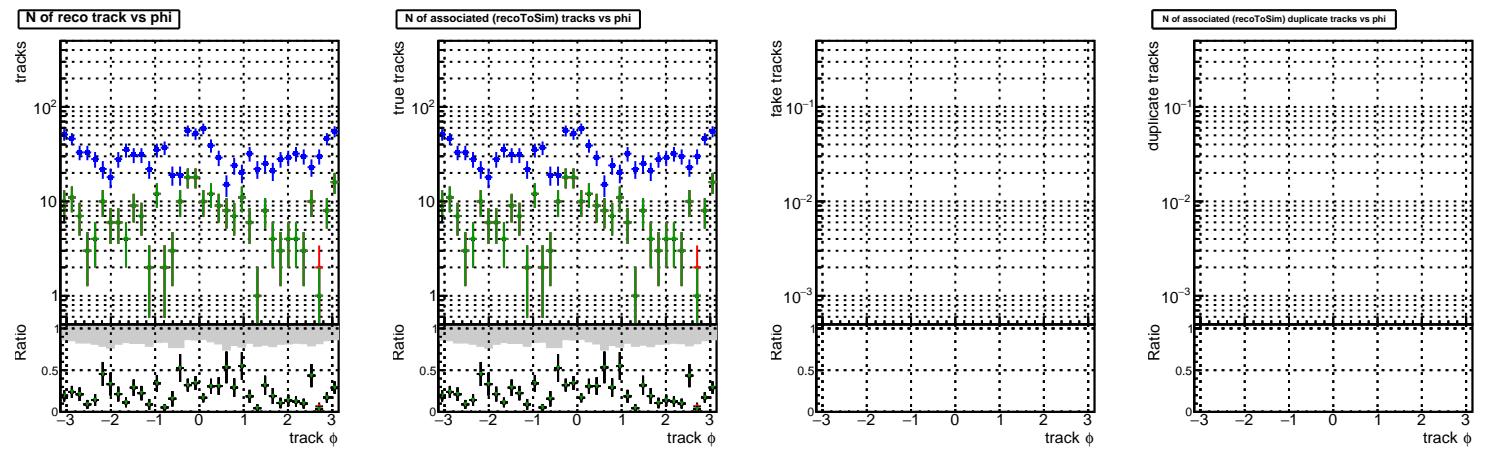 N of reco track vs phi
tracks
10²
10
1
Ratio
1
0.5
0
−3 −2 −1 0 1 2 3
track ϕ
N of associated (recoToSim) tracks vs phi
true tracks
10²
10
1
Ratio
1
0.5
0
−3 −2 −1 0 1 2 3
track ϕ
fake tracks
10⁻¹
10⁻²
10⁻³
Ratio
1
0.5
0
−3 −2 −1 0 1 2 3
track ϕ
N of associated (recoToSim) duplicate tracks vs phi
duplicate tracks
10⁻¹
10⁻²
10⁻³
Ratio
1
0.5
0
−3 −2 −1 0 1 2 3
track ϕ